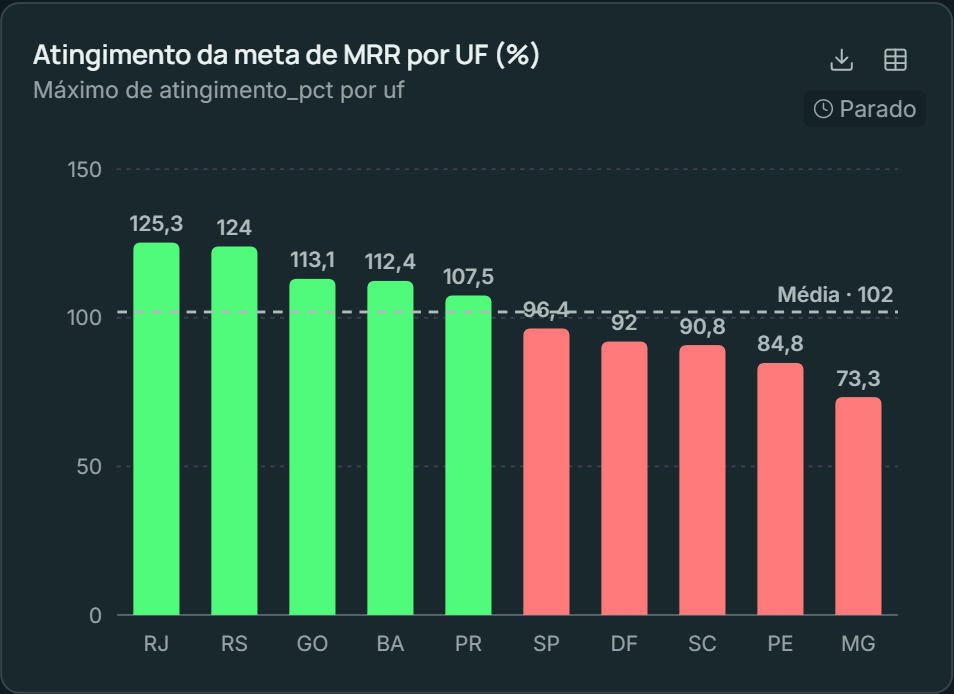 Atingimento da meta de MRR por UF (%)
Máximo de atingimento_pct por uf
Parado
150
125,3
124
113,1
112,4
107,5
Média · 102
100
96,4
92
90,8
84,8
73,3
50
0
RJ RS GO BA PR SP DF SC PE MG